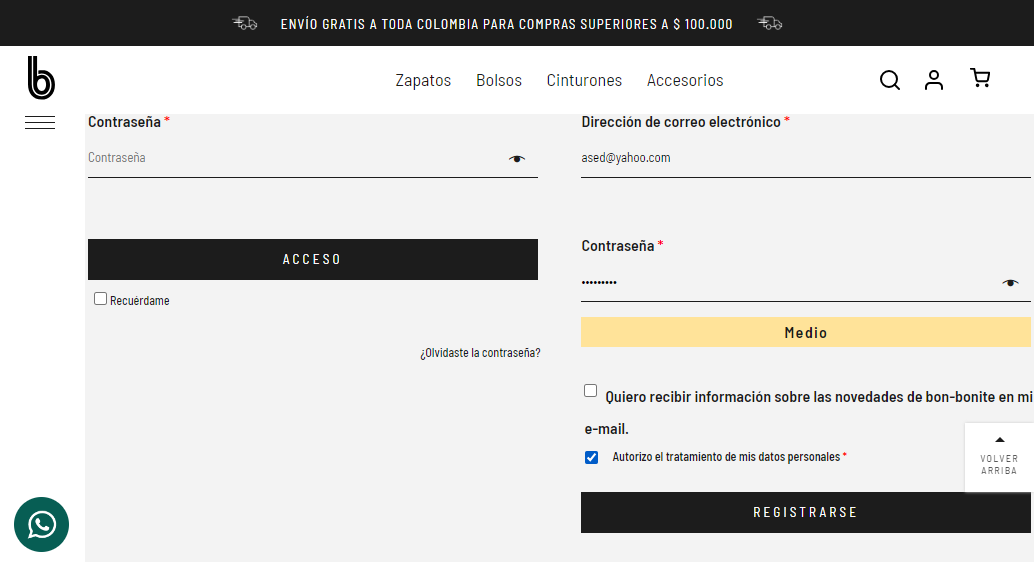 ENVÍO GRATIS A TODA COLOMBIA PARA COMPRAS SUPERIORES A $ 100.000
b
Zapatos Bolsos Cinturones Accesorios
Contraseña *
Contraseña
ACCESO
Recuérdame
¿Olvidaste la contraseña?
Dirección de correo electrónico *
ased@yahoo.com
Contraseña *
•••••••••
Medio
Quiero recibir información sobre las novedades de bon-bonite en mi
e-mail.
Autorizo el tratamiento de mis datos personales *
REGISTRARSE
VOLVER
ARRIBA